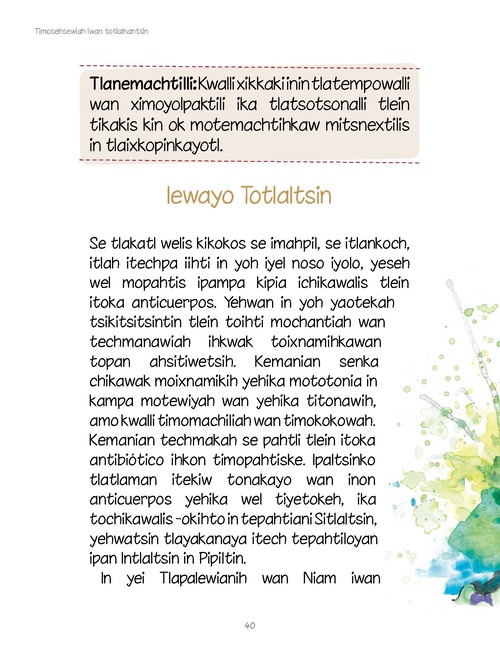 Timosehsewiah iwan totlalnantsin
Tlanemachtilli: Kwalli xikkaki inin tlatempowalli
wan ximoyolpaktili ika tlatsotsonalli tlein
tikakis kin ok motemachtihkaw mitsnextilis
in tlaixkopinkayotl.
Iewayo Totlaltsin
Se tlakatl welis kikokos se imahpil, se itlankoch,
itlah itechpa iihti in yoh iyel noso iyolo, yeseh
wel mopahtis ipampa kipia ichikawalis tlein
itoka anticuerpos. Yehwan in yoh yaotekah
tsikitsitsintin tlein toihti mochantiah wan
techmanawiah ihkwak toixnamihkawan
topan ahsitiwetsih. Kemanian senka
chikawak moixnamikih yehika mototonia in
kampa motewiyah wan yehika titonawih,
amo kwalli timomachiliah wan timokokowah.
Kemanian techmakah se pahtli tlein itoka
antibiótico ihkon timopahtiske. Ipaltsinko
tlatlaman itekiw tonakayo wan inon
anticuerpos yehika wel tiyetokeh, ika
tochikawalis -okihto in tepahtiani Sitlaltsin,
yehwatsin tlayakanaya itech tepahtiloyan
ipan Intlaltsin in Pipiltin.
In yei Tlapalewianih wan Niam iwan
40